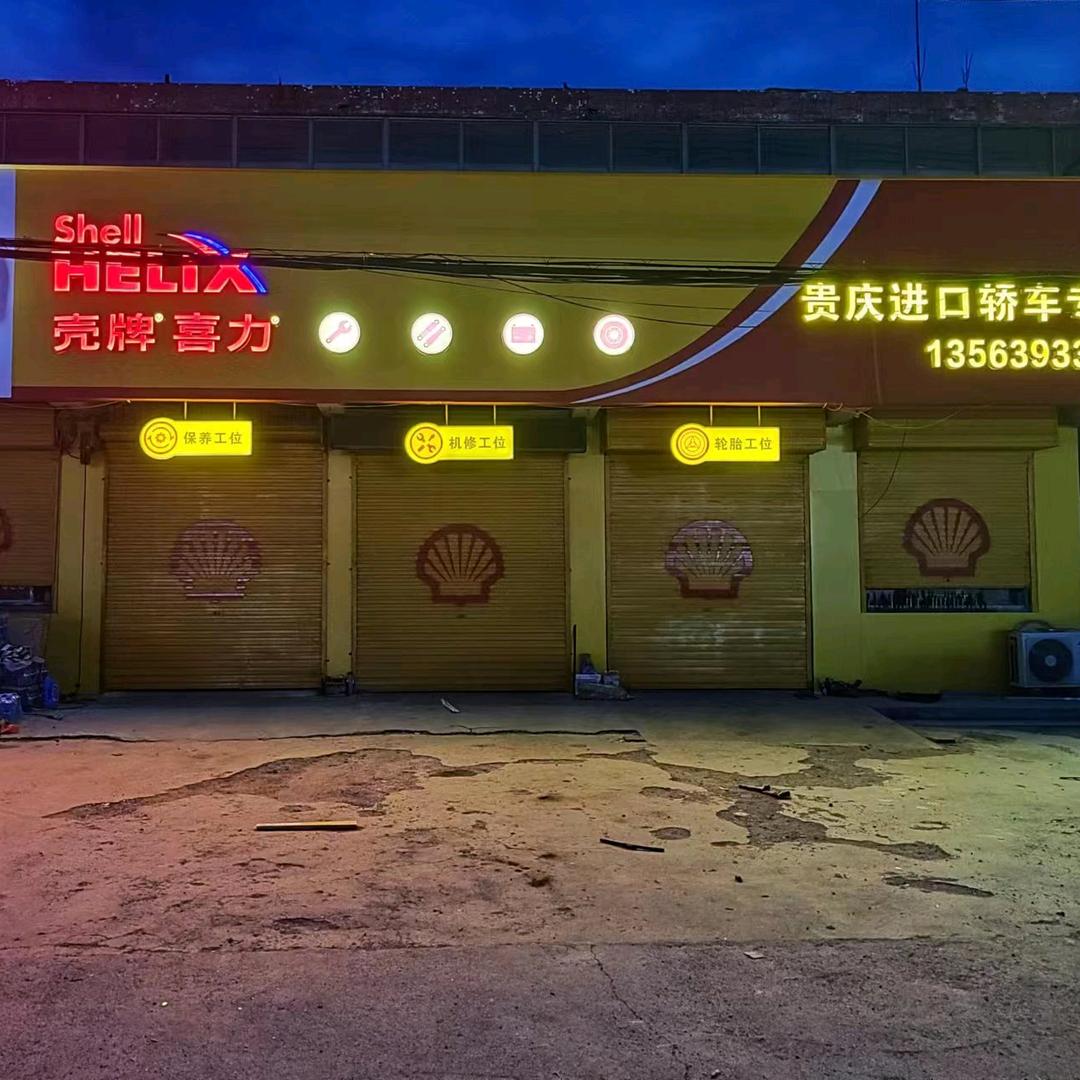 Shell
HELIX
壳牌® 喜力®
贵庆进口轿车
13563933
保养工位
机修工位
轮胎工位